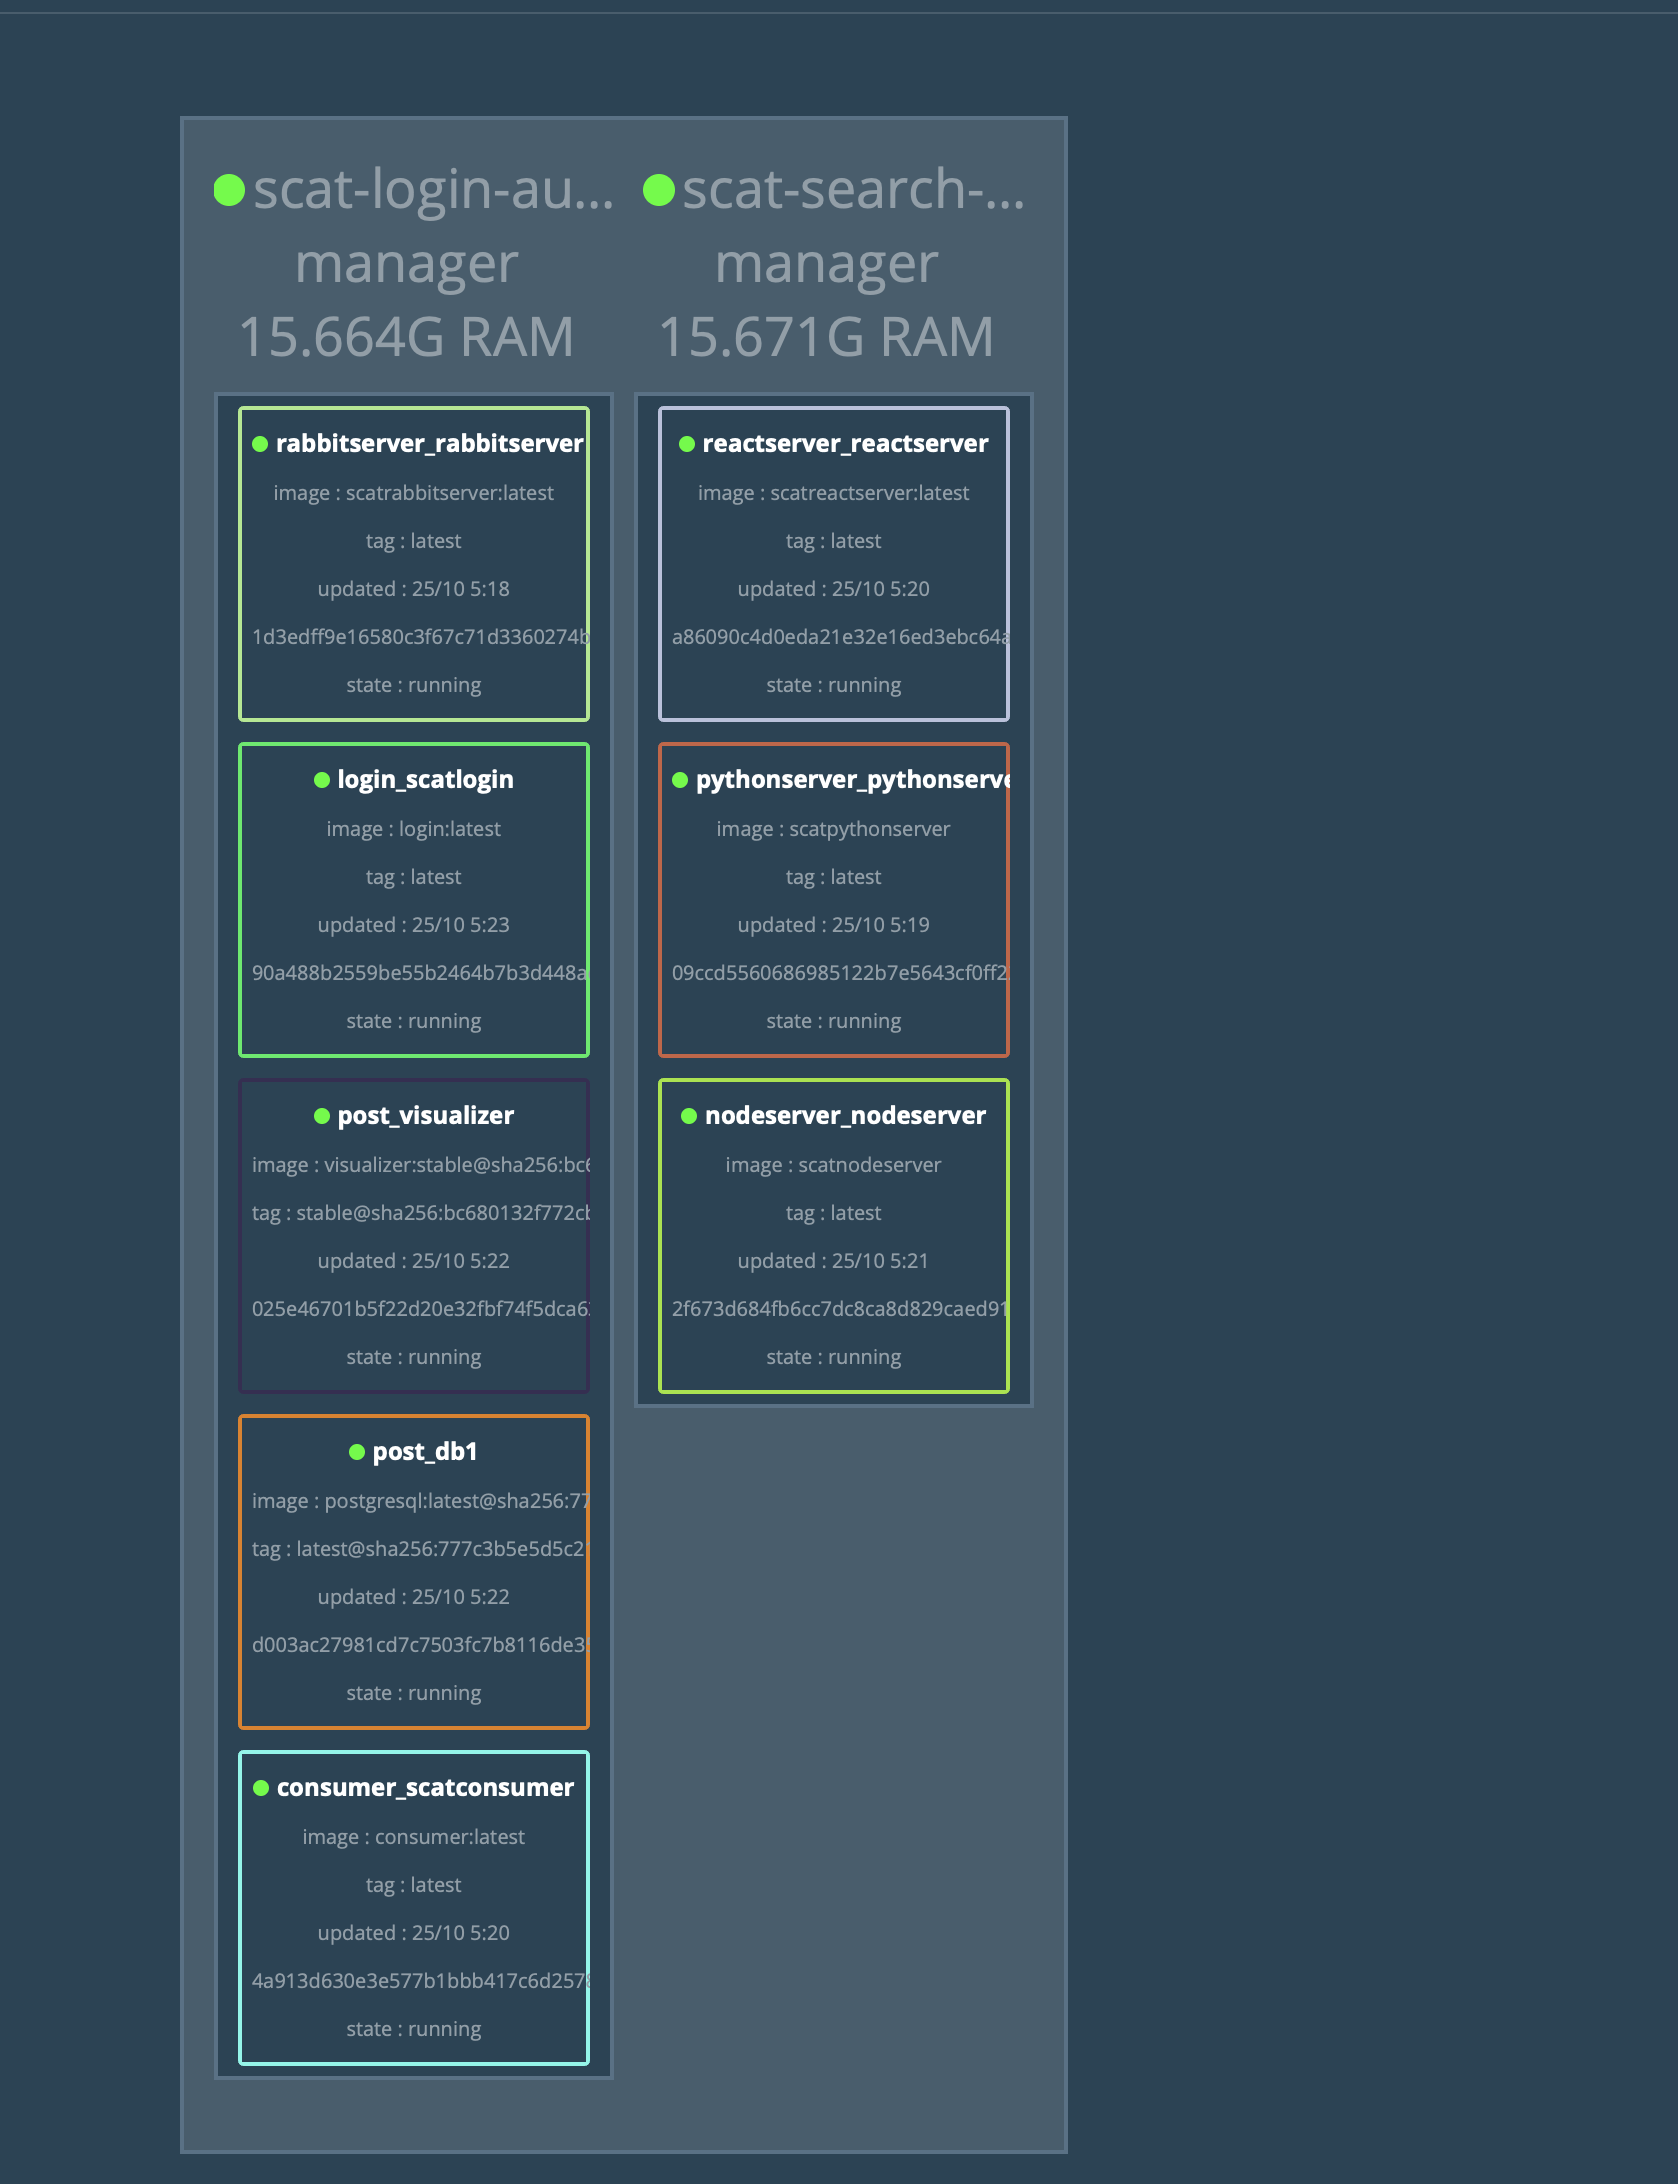 scat-login-au...
manager
15.664G RAM
rabbitserver_rabbitserver
image : scatrabbitserver:latest
tag : latest
updated : 25/10 5:18
1d3edff9e16580c3f67c71d3360274b
state : running
login_scatlogin
image : login:latest
tag : latest
updated : 25/10 5:23
90a488b2559be55b2464b7b3d448a
state : running
post_visualizer
image : visualizer:stable@sha256:bc6
tag : stable@sha256:bc680132f772cb
updated : 25/10 5:22
025e46701b5f22d20e32fbf74f5dca6
state : running
post_db1
image : postgresql:latest@sha256:77
tag : latest@sha256:777c3b5e5d5c2
updated : 25/10 5:22
d003ac27981cd7c7503fc7b8116de3
state : running
consumer_scatconsumer
image : consumer:latest
tag : latest
updated : 25/10 5:20
4a913d630e3e577b1bbb417c6d257
state : running
scat-search-...
manager
15.671G RAM
reactserver_reactserver
image : scatreactserver:latest
tag : latest
updated : 25/10 5:20
a86090c4d0eda21e32e16ed3ebc64a
state : running
pythonserver_pythonserve
image : scatpythonserver
tag : latest
updated : 25/10 5:19
09ccd5560686985122b7e5643cf0ff2
state : running
nodeserver_nodeserver
image : scatnodeserver
tag : latest
updated : 25/10 5:21
2f673d684fb6cc7dc8ca8d829caed91
state : running